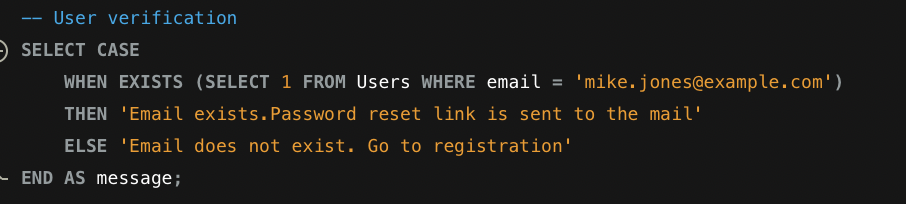 -- User verification
SELECT CASE
WHEN EXISTS (SELECT 1 FROM Users WHERE email = 'mike.jones@example.com')
THEN 'Email exists.Password reset link is sent to the mail'
ELSE 'Email does not exist. Go to registration'
END AS message;